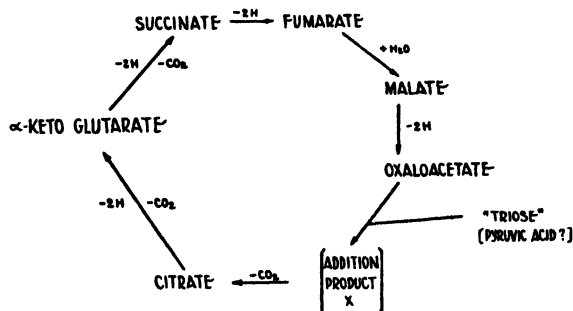 SUCCINATE
-2H
FUMARATE
+H2O
MALATE
-2H
OXALOACETATE
"TRIOSE"
[PYRUVIC ACID?]
ADDITION
PRODUCT
X
-CO2
CITRATE
-2H -CO2
α-KETO GLUTARATE
-2H -CO2